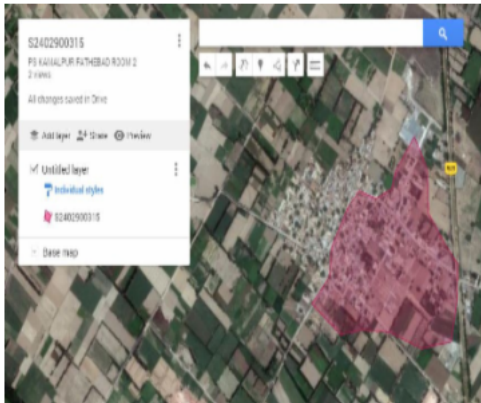 S2402900315
PS KAMALPUR FATHEBAD ROOM 2
2 views
All changes saved in Drive
Add layer Share Preview
Untitled layer
Individual styles
S2402900315
Base map